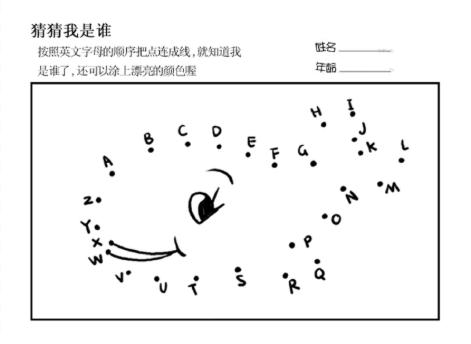 猜猜我是谁
按照英文字母的顺序把点连成线，就知道我
是谁了，还可以涂上漂亮的颜色喔
姓名
年龄
H I
J
K L
B C D E F G
A
Z M
N
Y O
X P
W
V U T S R Q